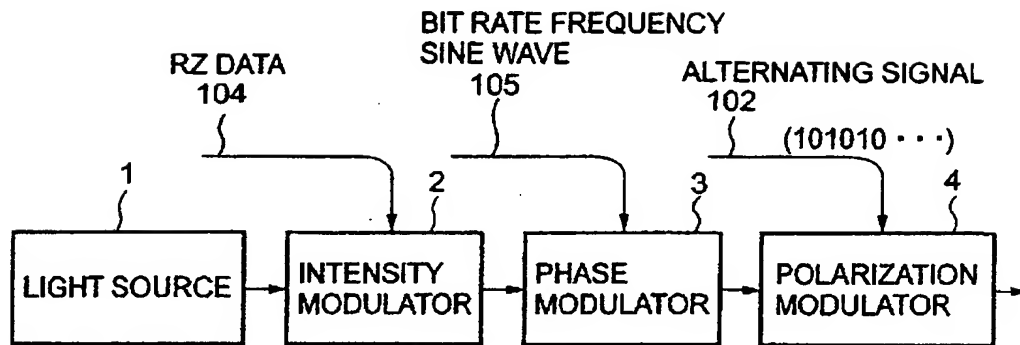 RZ DATA
104
BIT RATE FREQUENCY
SINE WAVE
105
ALTERNATING SIGNAL
102
(101010 · · · )
1
LIGHT SOURCE
2
INTENSITY
MODULATOR
3
PHASE
MODULATOR
4
POLARIZATION
MODULATOR